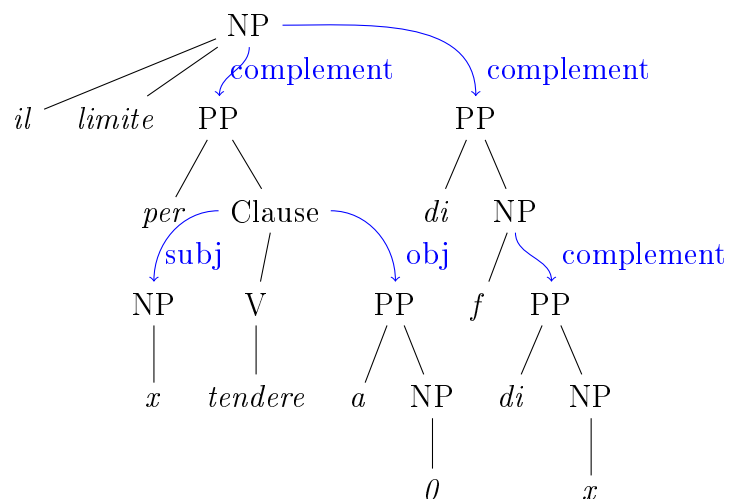 NP
complement complement
il limite PP PP
per Clause di NP
subj obj complement
NP V PP f PP
x tendere a NP di NP
0 x